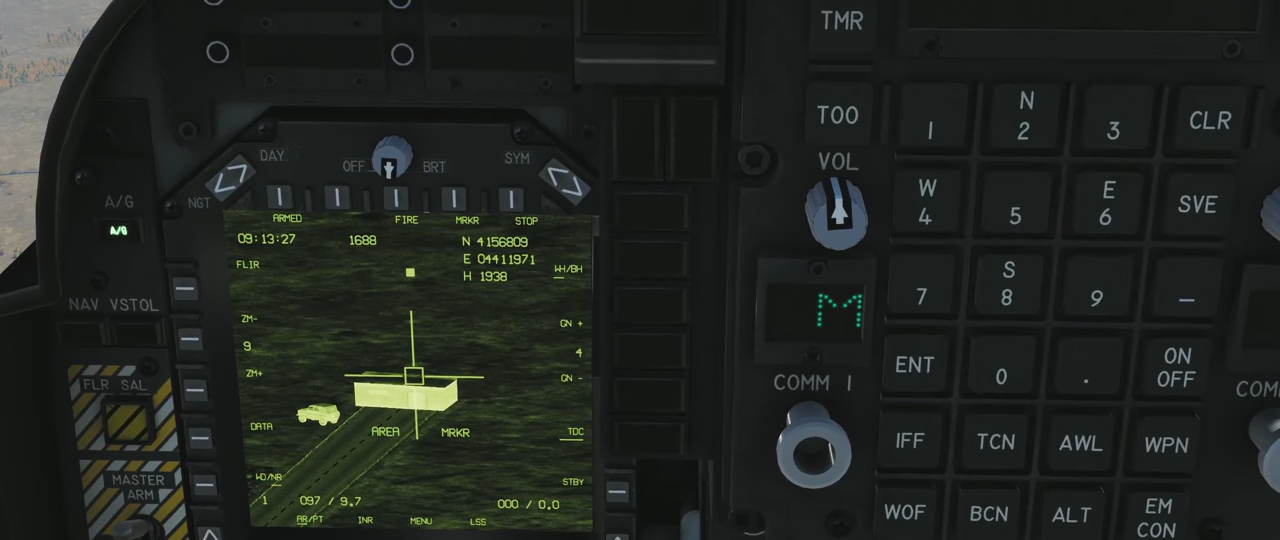 TMR
TOO
1
N
2
3
CLR
VOL
W
4
5
E
6
SVE
7
S
8
9
-
M
ENT
0
.
ON
OFF
COMM 1
IFF
TCN
AWL
WPN
WOF
BCN
ALT
EM
CON
DAY
OFF
BRT
SYM
NGT
A/G
A/G
NAV VSTOL
FLR SAL
MASTER
ARM
ARMED FIRE MRKR STOP
09:13:27 1688 N 4156809
E 04411971
H 1938
FLIR WH/BH
ZM-
9
ZM+
GN +
4
GN -
DATA AREA MRKR TDC
WD/NR STBY
1 097 / 9.7 000 / 0.0
AR/PT INR MENU LSS